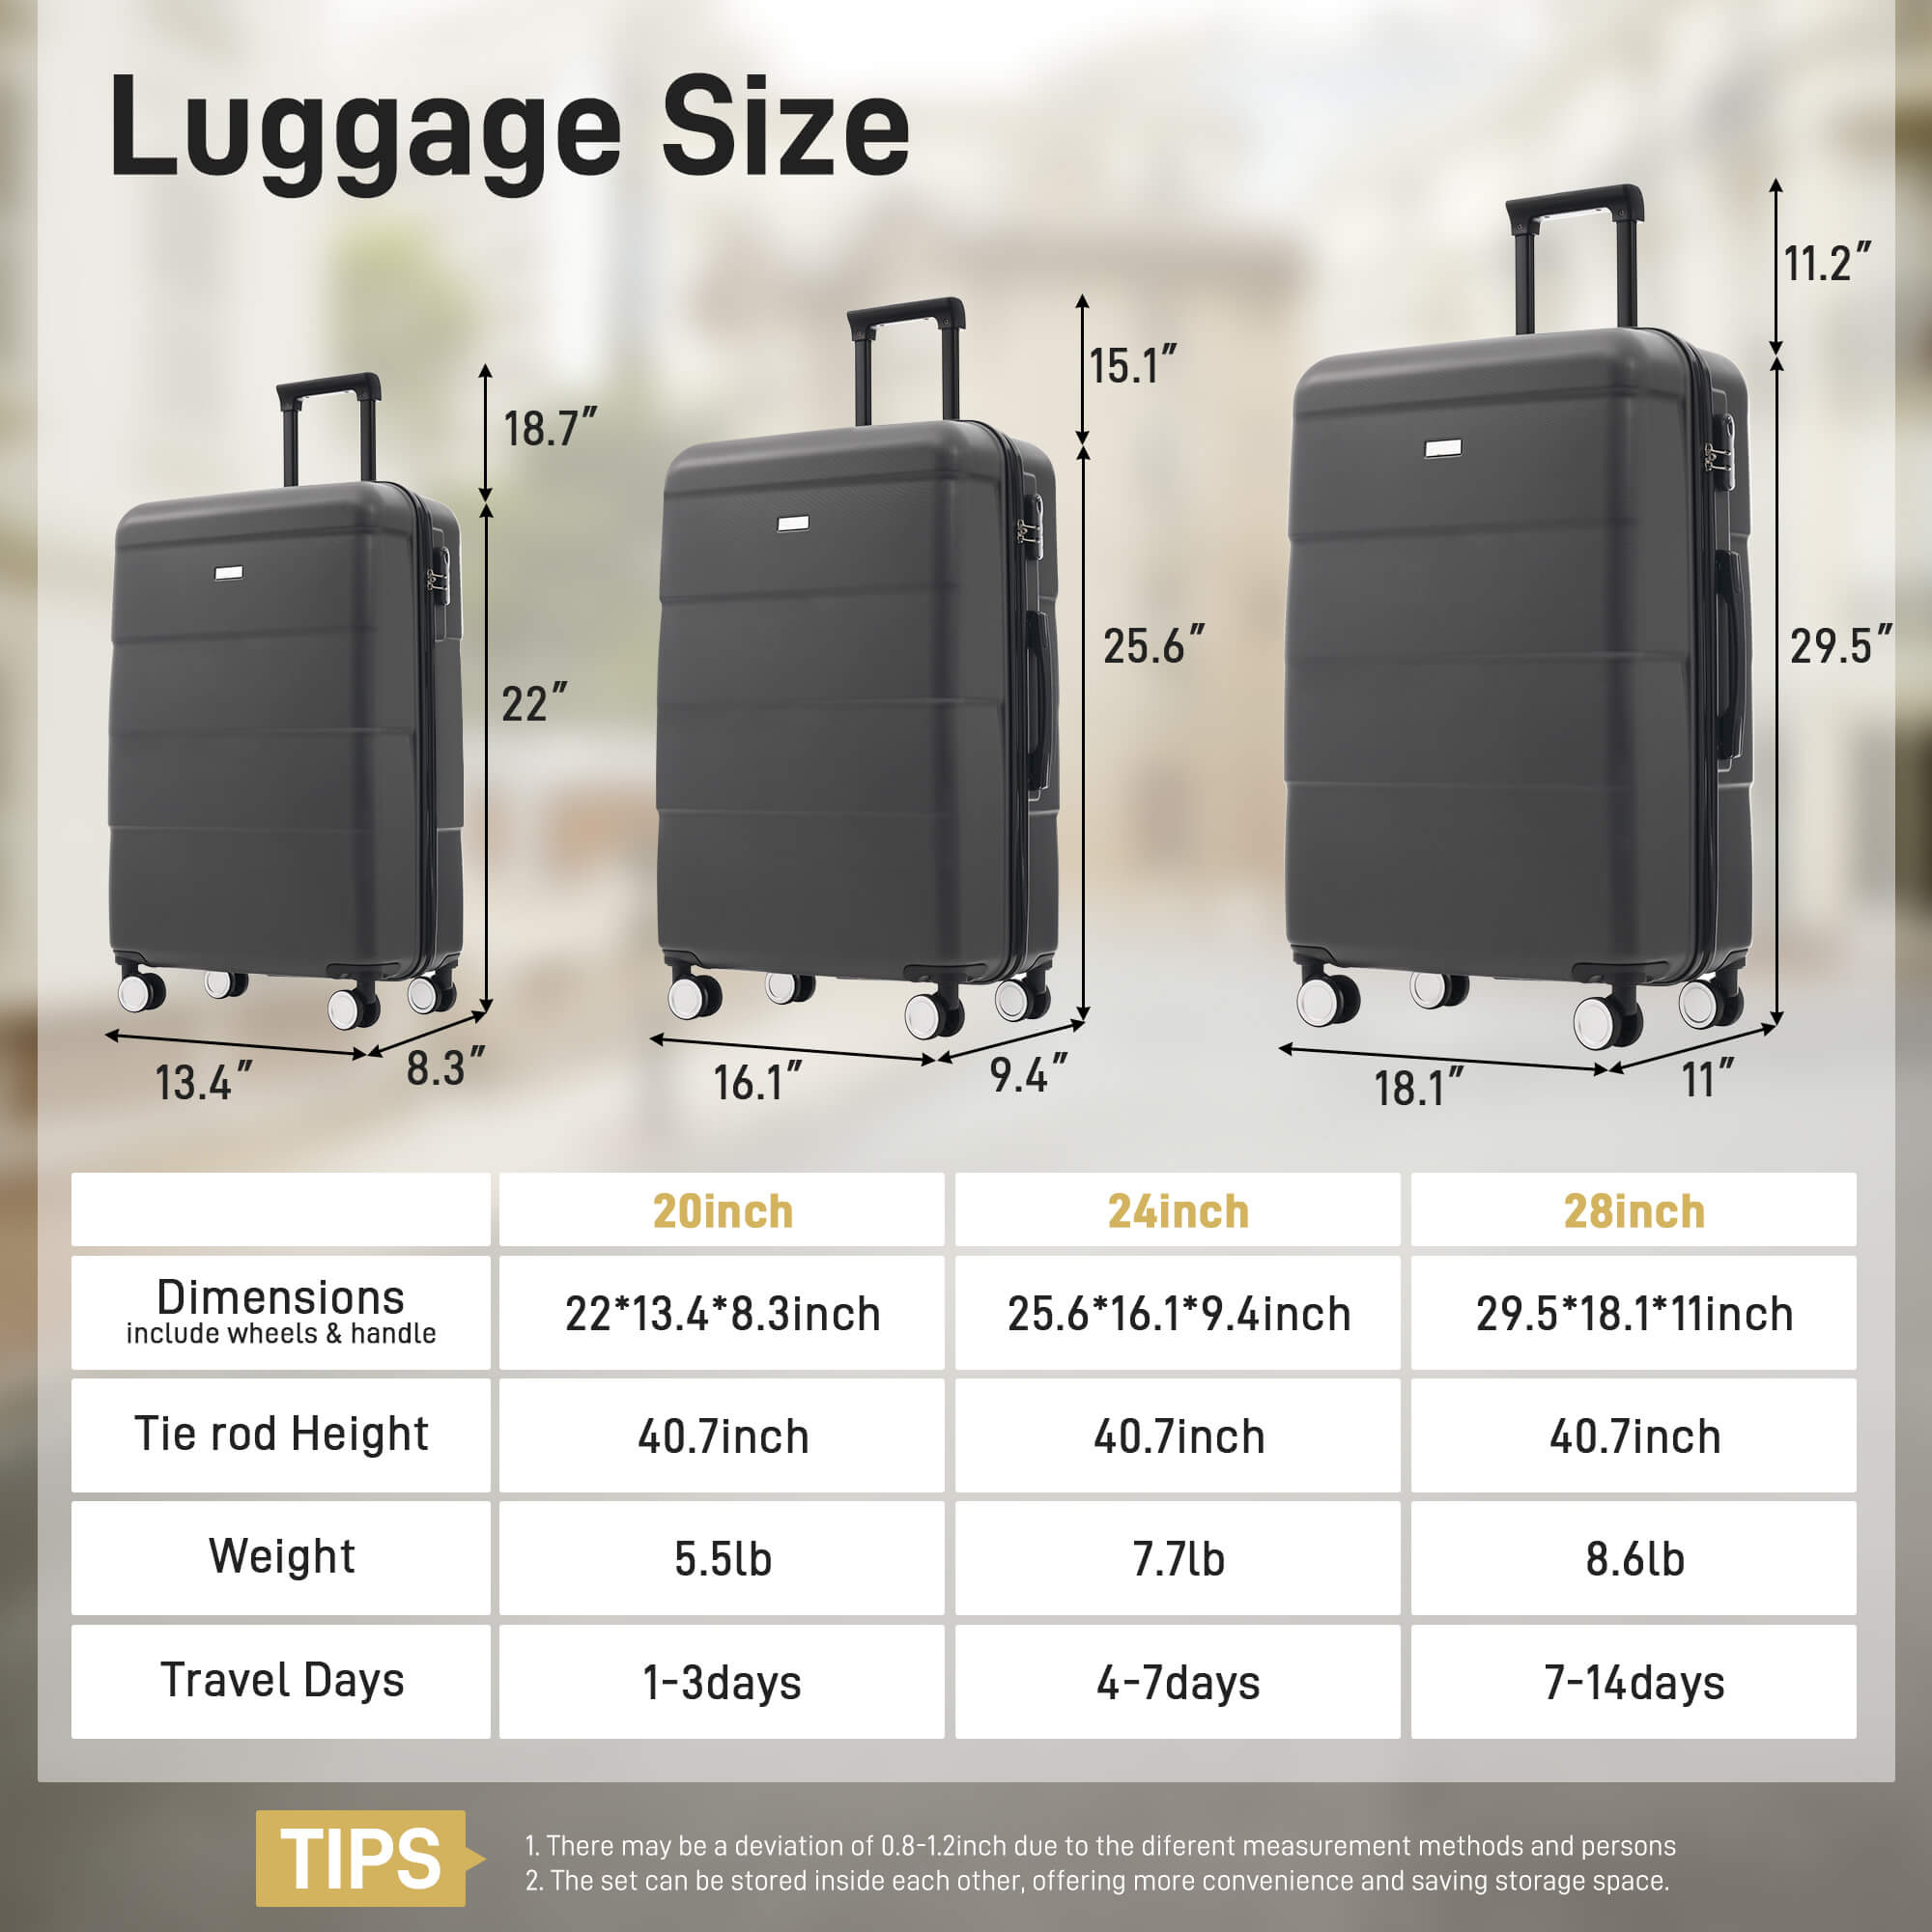 Luggage Size
11.2″
15.1″
18.7″
29.5″
25.6″
22″
13.4″
8.3″
16.1″
9.4″
18.1″
11″
20inch 24inch 28inch
Dimensions
include wheels & handle
22*13.4*8.3inch 25.6*16.1*9.4inch 29.5*18.1*11inch
Tie rod Height 40.7inch 40.7inch 40.7inch
Weight 5.5lb 7.7lb 8.6lb
Travel Days 1-3days 4-7days 7-14days
TIPS
1. There may be a deviation of 0.8-1.2inch due to the diferent measurement methods and persons
2. The set can be stored inside each other, offering more convenience and saving storage space.